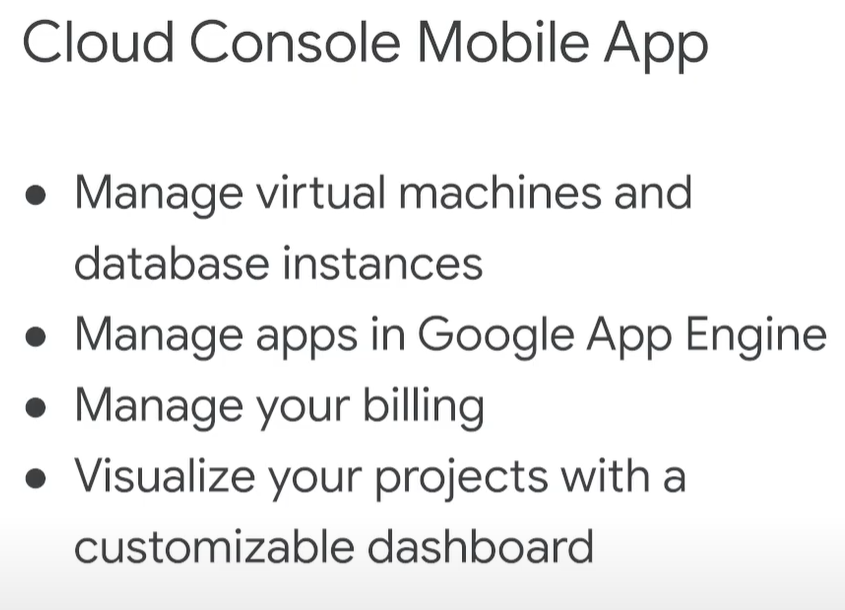 Cloud Console Mobile App
● Manage virtual machines and
database instances
● Manage apps in Google App Engine
● Manage your billing
● Visualize your projects with a
customizable dashboard